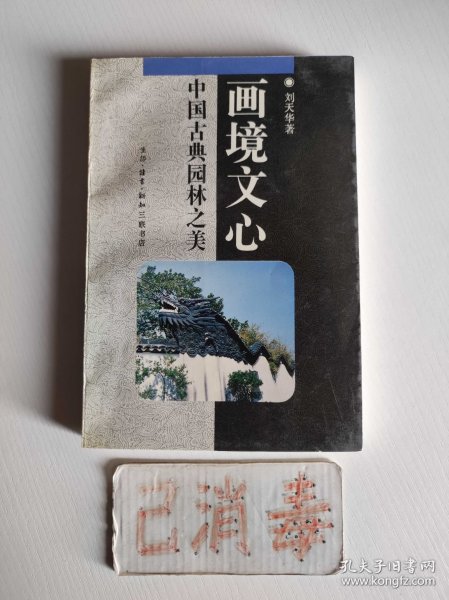 刘天华著
画境文心
中国古典园林之美
生活·读书·新知三联书店
已消毒
孔夫子旧书网
www.kongfz.com